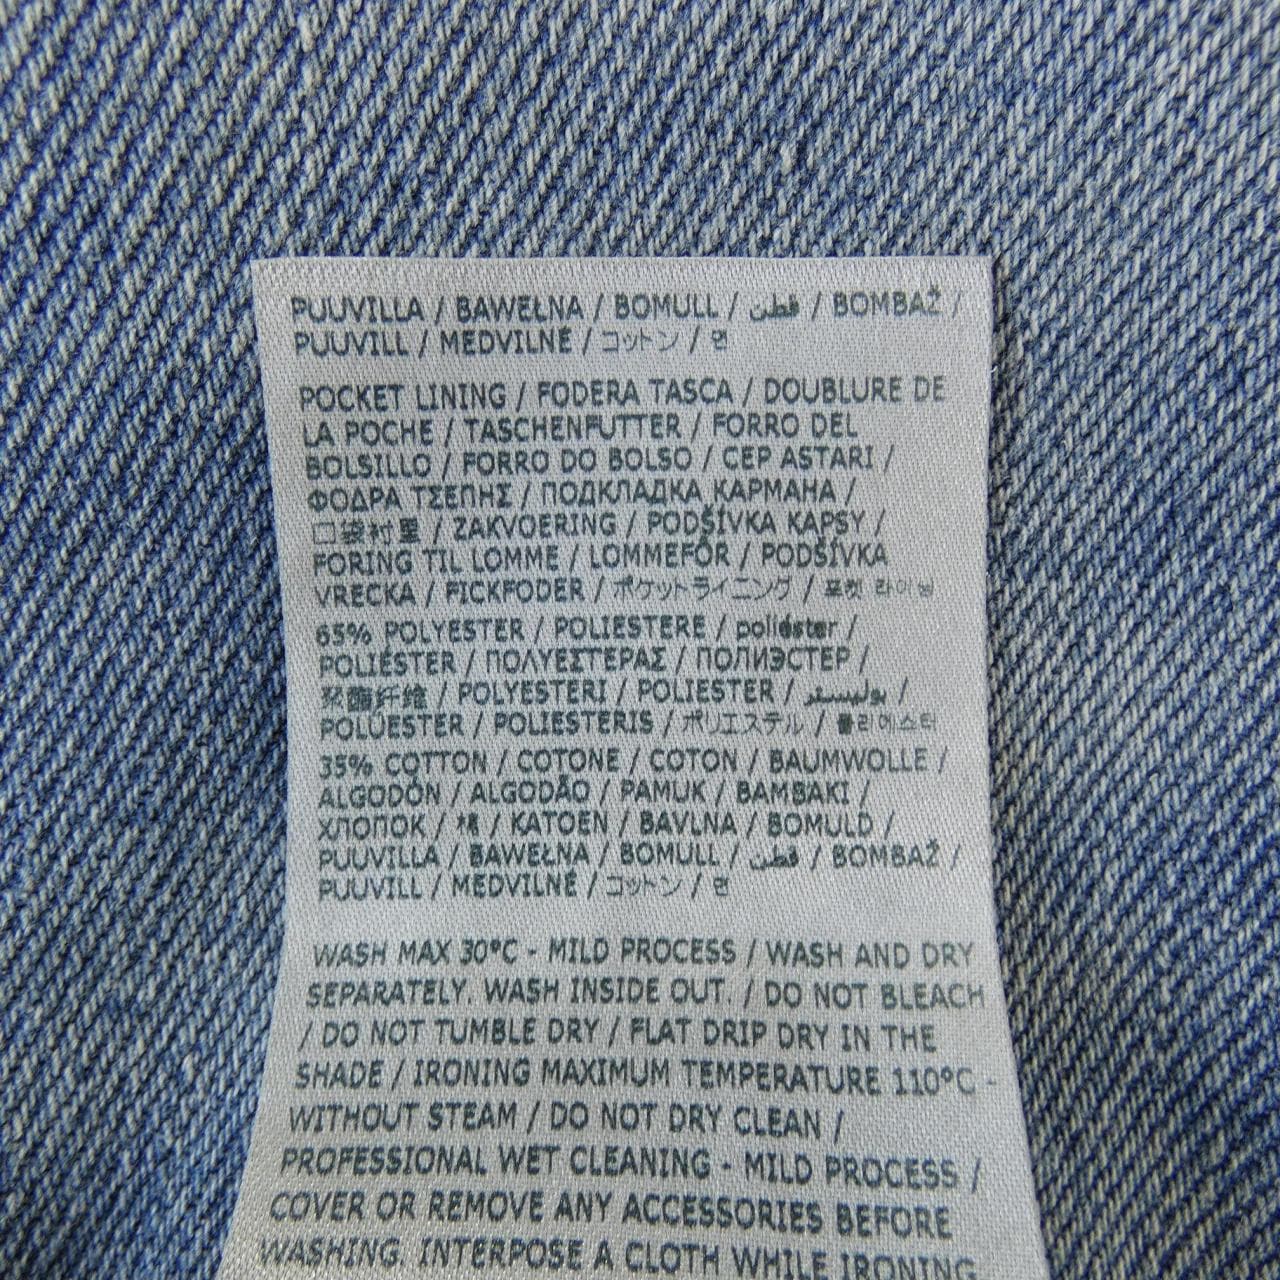 PUUVILLA / BAWEŁNA / BOMULL / قطن / BOMBAŽ /
PUUVILL / MEDVILNÉ / コットン / 면
POCKET LINING / FODERA TASCA / DOUBLURE DE
LA POCHE / TASCHENFUTTER / FORRO DEL
BOLSILLO / FORRO DO BOLSO / CEP ASTARI /
ΦΟΔΡΑ ΤΣΕΠΗΣ / ПОДКЛАДКА КАРМАНА /
口袋衬里 / ZAKVOERING / PODŠÍVKA KAPSY /
FORING TIL LOMME / LOMMEFÔR / PODŠÍVKA
VRECKA / FICKFODER / ポケットライニング / 포켓 라이닝
65% POLYESTER / POLIESTERE / poliéster /
POLIÉSTER / ΠΟΛΥΕΣΤΕΡΑΣ / ПОЛИЭСТЕР /
聚酯纤维 / POLYESTERI / POLIESTER / بوليستر /
POLÜESTER / POLIESTERIS / ポリエステル / 폴리에스터
35% COTTON / COTONE / COTON / BAUMWOLLE /
ALGODÓN / ALGODÃO / PAMUK / BAMBAKI /
ХЛОПОК / 棉 / KATOEN / BAVLNA / BOMULD /
PUUVILLA / BAWEŁNA / BOMULL / قطن / BOMBAŽ /
PUUVILL / MEDVILNÉ / コットン / 면
WASH MAX 30°C - MILD PROCESS / WASH AND DRY
SEPARATELY. WASH INSIDE OUT. / DO NOT BLEACH
/ DO NOT TUMBLE DRY / FLAT DRIP DRY IN THE
SHADE / IRONING MAXIMUM TEMPERATURE 110°C -
WITHOUT STEAM / DO NOT DRY CLEAN /
PROFESSIONAL WET CLEANING - MILD PROCESS /
COVER OR REMOVE ANY ACCESSORIES BEFORE
WASHING. INTERPOSE A CLOTH WHILE IRONING.